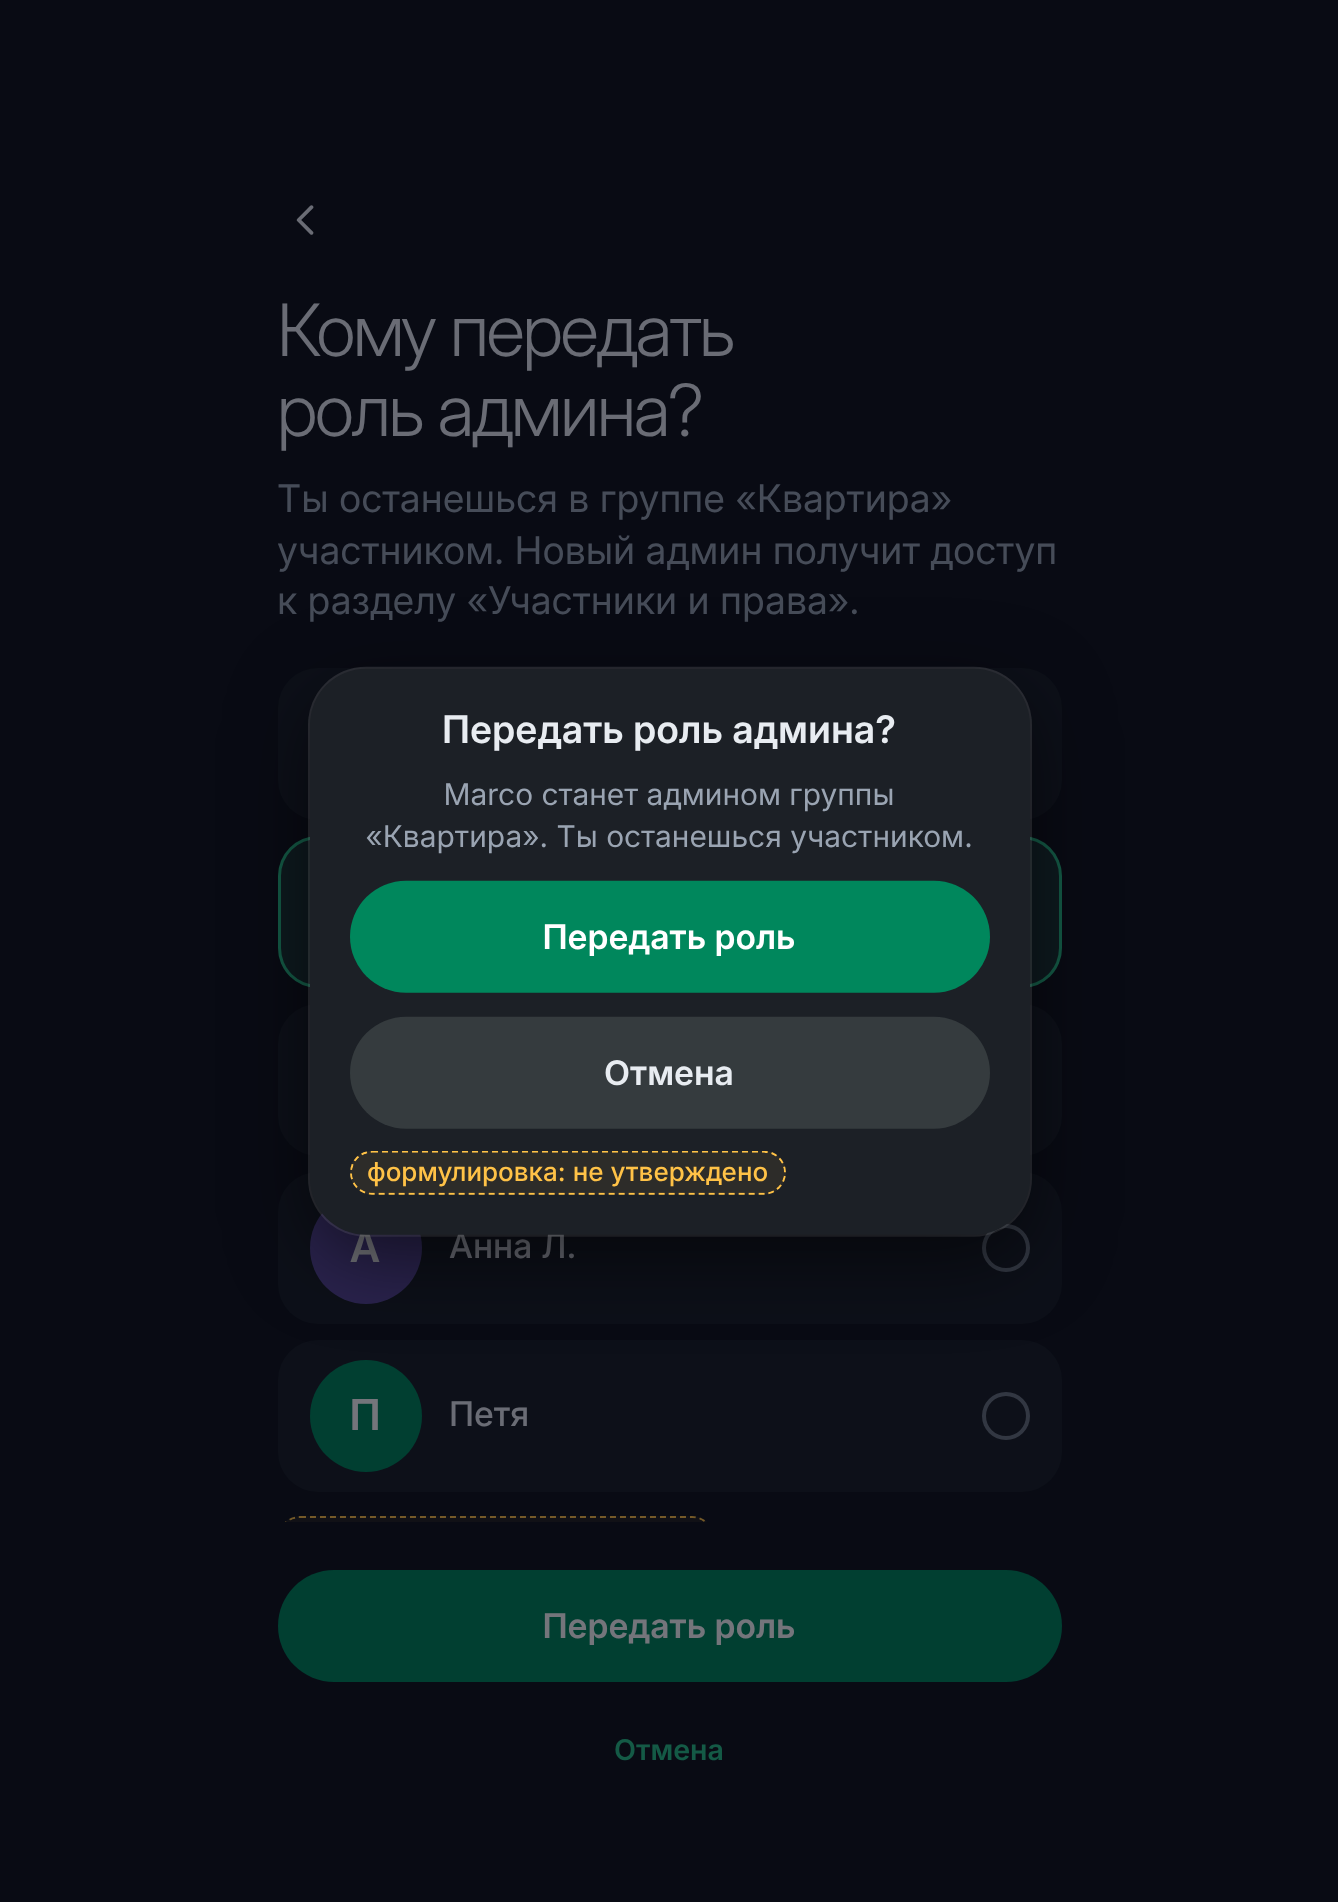 Кому передать
роль админа?
Ты останешься в группе «Квартира»
участником. Новый админ получит доступ
к разделу «Участники и права».
Передать роль админа?
Marco станет админом группы
«Квартира». Ты останешься участником.
Передать роль
Отмена
формулировка: не утверждено
А
Анна Л.
П
Петя
Передать роль
Отмена